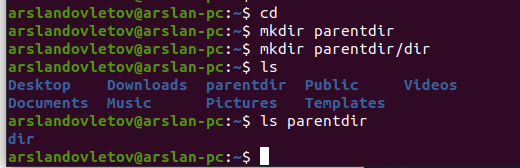 arslandovletov@arslan-pc:~$ cd
arslandovletov@arslan-pc:~$ mkdir parentdir
arslandovletov@arslan-pc:~$ mkdir parentdir/dir
arslandovletov@arslan-pc:~$ ls
Desktop    Downloads  parentdir  Public     Videos
Documents  Music      Pictures   Templates
arslandovletov@arslan-pc:~$ ls parentdir
dir
arslandovletov@arslan-pc:~$